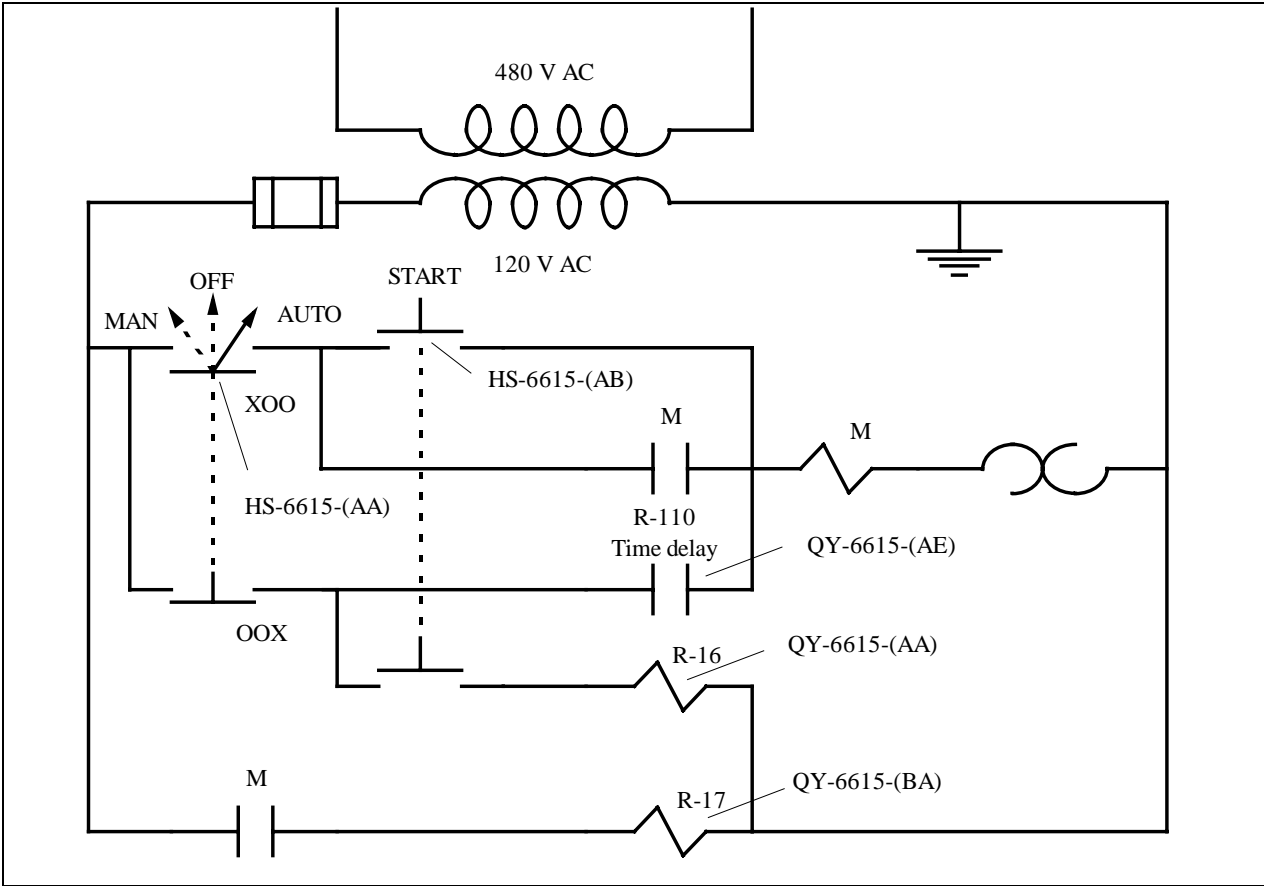 480 V AC
120 V AC
OFF
START
MAN
AUTO
HS-6615-(AB)
XOO
M
M
HS-6615-(AA)
R-110
Time delay
QY-6615-(AE)
OOX
R-16
QY-6615-(AA)
M
R-17
QY-6615-(BA)